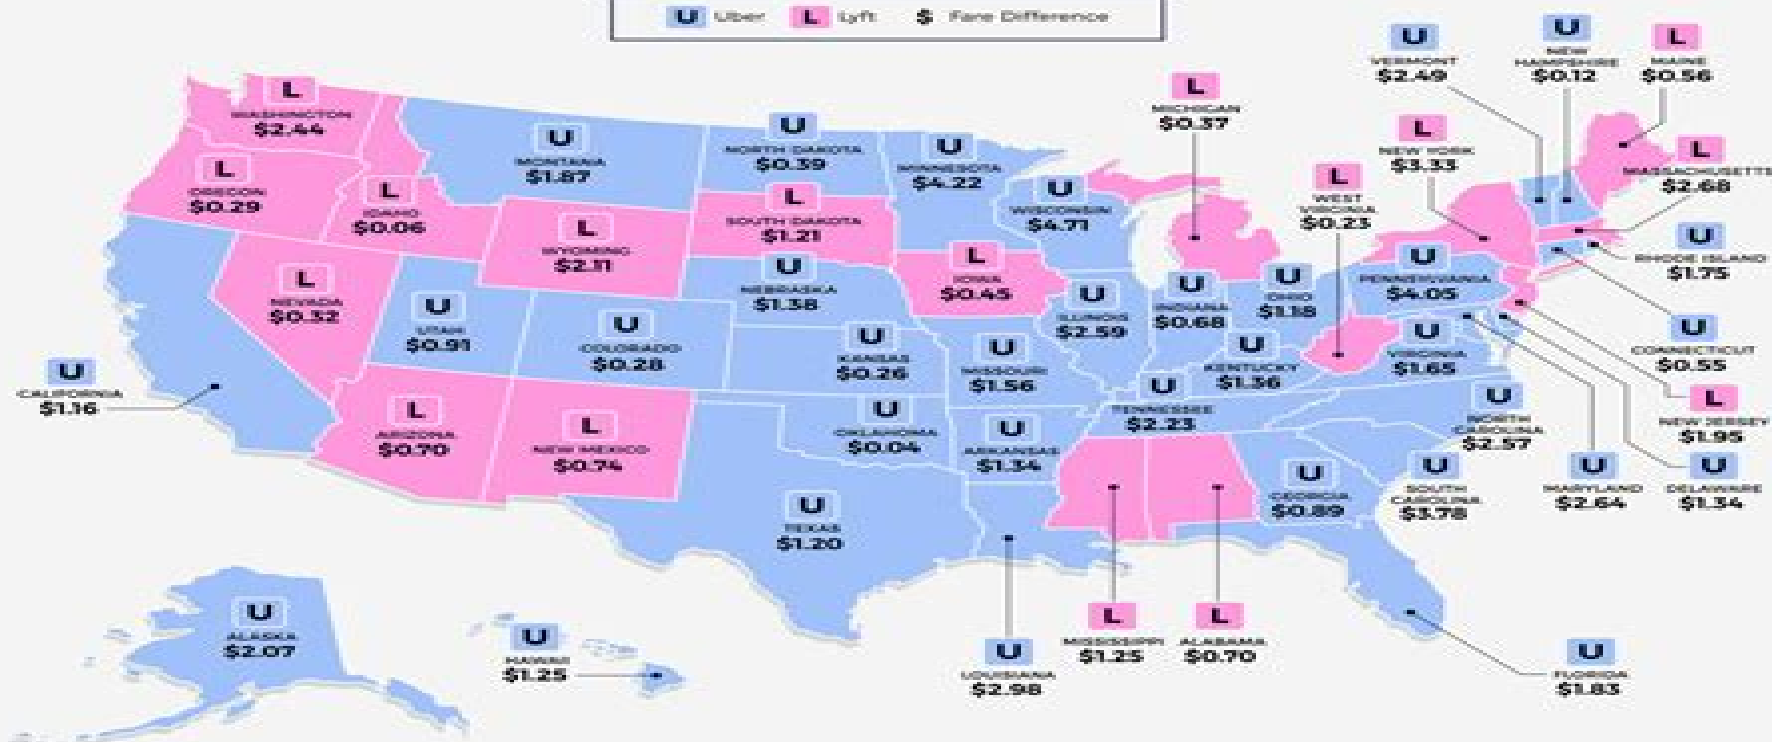 U Uber L Lyft $ Fare Difference
U
VERMONT
$2.49
U
NEW
HAMPSHIRE
$0.12
L
MAINE
$0.56
L
WASHINGTON
$2.44
L
MICHIGAN
$0.37
L
NEW YORK
$3.33
L
MASSACHUSETTS
$2.68
U
MONTANA
$1.87
U
NORTH DAKOTA
$0.39
U
MINNESOTA
$4.22
L
OREGON
$0.29
L
IDAHO
$0.06
L
WYOMING
$2.11
L
SOUTH DAKOTA
$1.21
U
WISCONSIN
$4.71
L
WEST
VIRGINIA
$0.23
U
RHODE ISLAND
$1.75
L
NEVADA
$0.32
U
UTAH
$0.91
U
COLORADO
$0.28
U
NEBRASKA
$1.38
L
IOWA
$0.45
U
ILLINOIS
$2.59
U
INDIANA
$0.68
U
OHIO
$1.18
U
PENNSYLVANIA
$4.05
U
CONNECTICUT
$0.55
U
CALIFORNIA
$1.16
U
KANSAS
$0.26
U
MISSOURI
$1.56
U
KENTUCKY
$1.36
U
VIRGINIA
$1.65
L
NEW JERSEY
$1.95
L
ARIZONA
$0.70
L
NEW MEXICO
$0.74
U
OKLAHOMA
$0.04
U
ARKANSAS
$1.34
U
TENNESSEE
$2.23
U
NORTH
CAROLINA
$2.57
U
TEXAS
$1.20
U
GEORGIA
$0.89
U
SOUTH
CAROLINA
$3.78
U
MARYLAND
$2.64
U
DELAWARE
$1.34
U
ALASKA
$2.07
U
HAWAII
$1.25
U
LOUISIANA
$2.98
L
MISSISSIPPI
$1.25
L
ALABAMA
$0.70
U
FLORIDA
$1.83